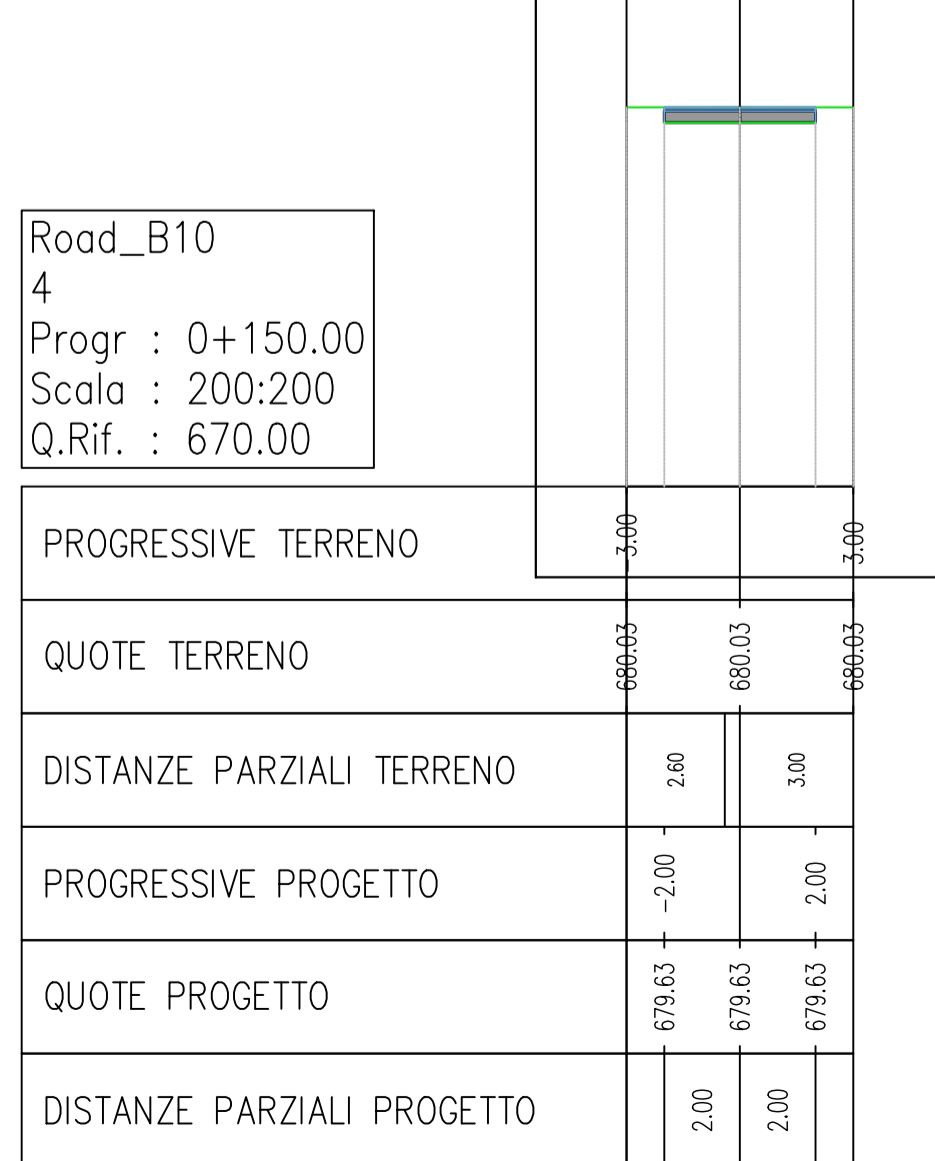 Road_B10
4
Progr : 0+150.00
Scala : 200:200
Q.Rif. : 670.00
PROGRESSIVE TERRENO -3.00 3.00
QUOTE TERRENO 680.03 680.03 680.03
DISTANZE PARZIALI TERRENO 2.60 3.00
PROGRESSIVE PROGETTO -2.00 2.00
QUOTE PROGETTO 679.63 679.63 679.63
DISTANZE PARZIALI PROGETTO 2.00 2.00